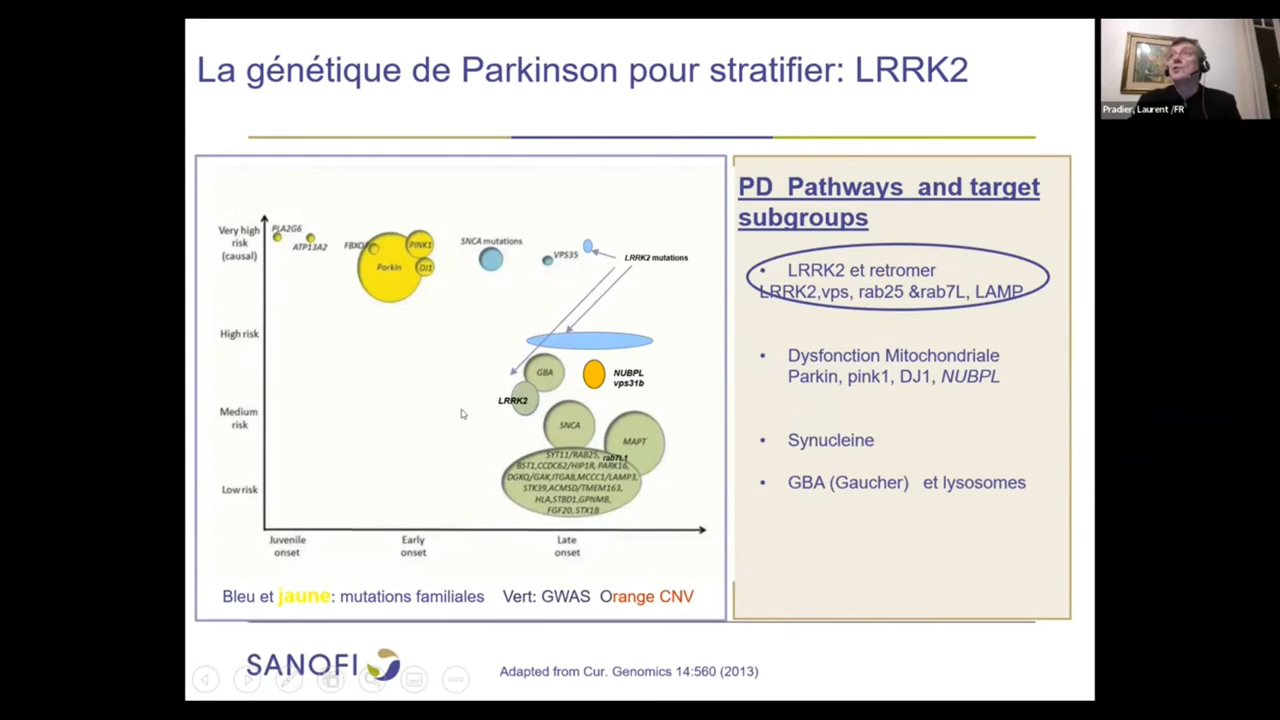 La génétique de Parkinson pour stratifier: LRRK2
Pradier, Laurent /FR
Very high
risk
(causal)
High risk
Medium
risk
Low risk
PLA2G6
ATP13A2
FBXO7
Parkin
PINK1
DJ1
SNCA mutations
VPS35
LRRK2 mutations
GBA
NUBPL
vps31b
LRRK2
SNCA
MAPT
rab7L1
SYT11/RAB25,
BST1,CCDC62/HIP1R, PARK16,
DGKQ/GAK,ITGA8,MCCC1/LAMP3,
STK39,ACMSD/TMEM163,
HLA,STBD1,GPNMB,
FGF20, STX1B
Juvenile
onset
Early
onset
Late
onset
Bleu et jaune: mutations familiales Vert: GWAS Orange CNV
PD Pathways and target
subgroups
• LRRK2 et retromer
LRRK2,vps, rab25 &rab7L, LAMP
• Dysfonction Mitochondriale
Parkin, pink1, DJ1, NUBPL
• Synucleine
• GBA (Gaucher) et lysosomes
SANOFI
Adapted from Cur. Genomics 14:560 (2013)